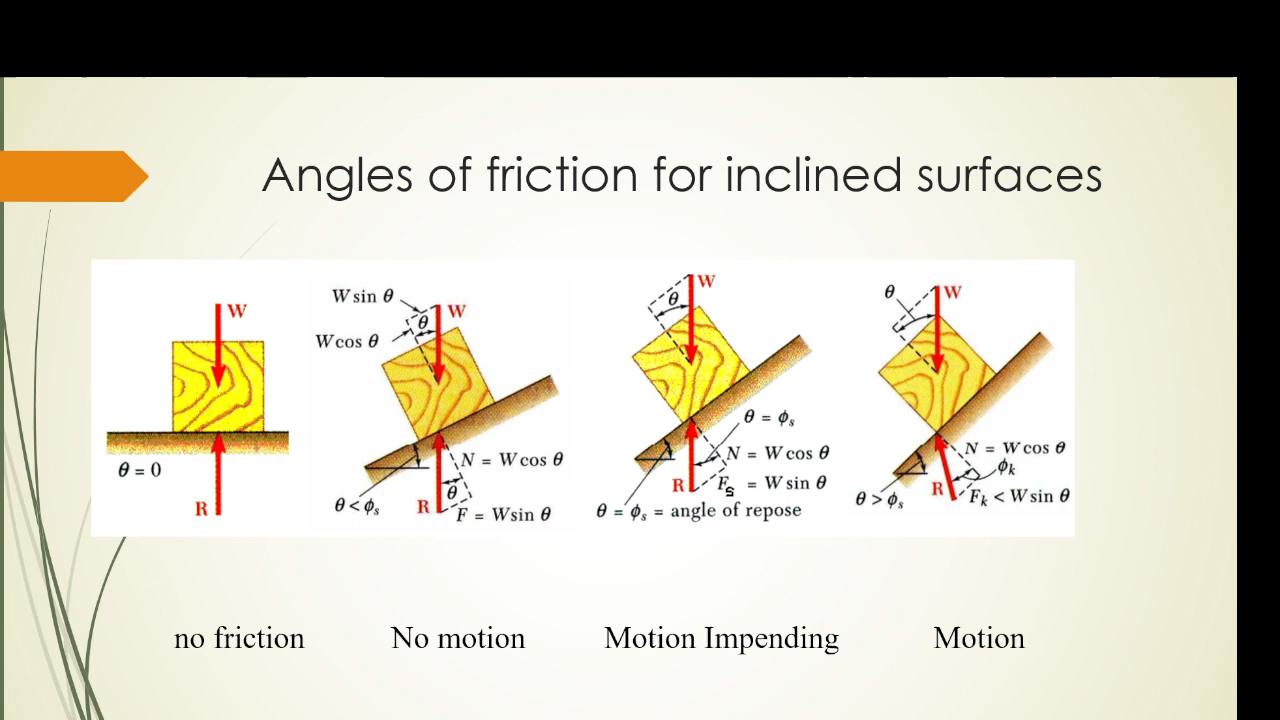 Angles of friction for inclined surfaces
W
θ = 0
R
W sin θ
W cos θ
θ
W
N = W cos θ
θ
θ < ϕs
R
F = W sin θ
W
θ
θ = ϕs
N = W cos θ
R
Fs = W sin θ
θ = ϕs = angle of repose
θ
W
N = W cos θ
ϕk
θ > ϕs
R
Fk < W sin θ
no friction
No motion
Motion Impending
Motion